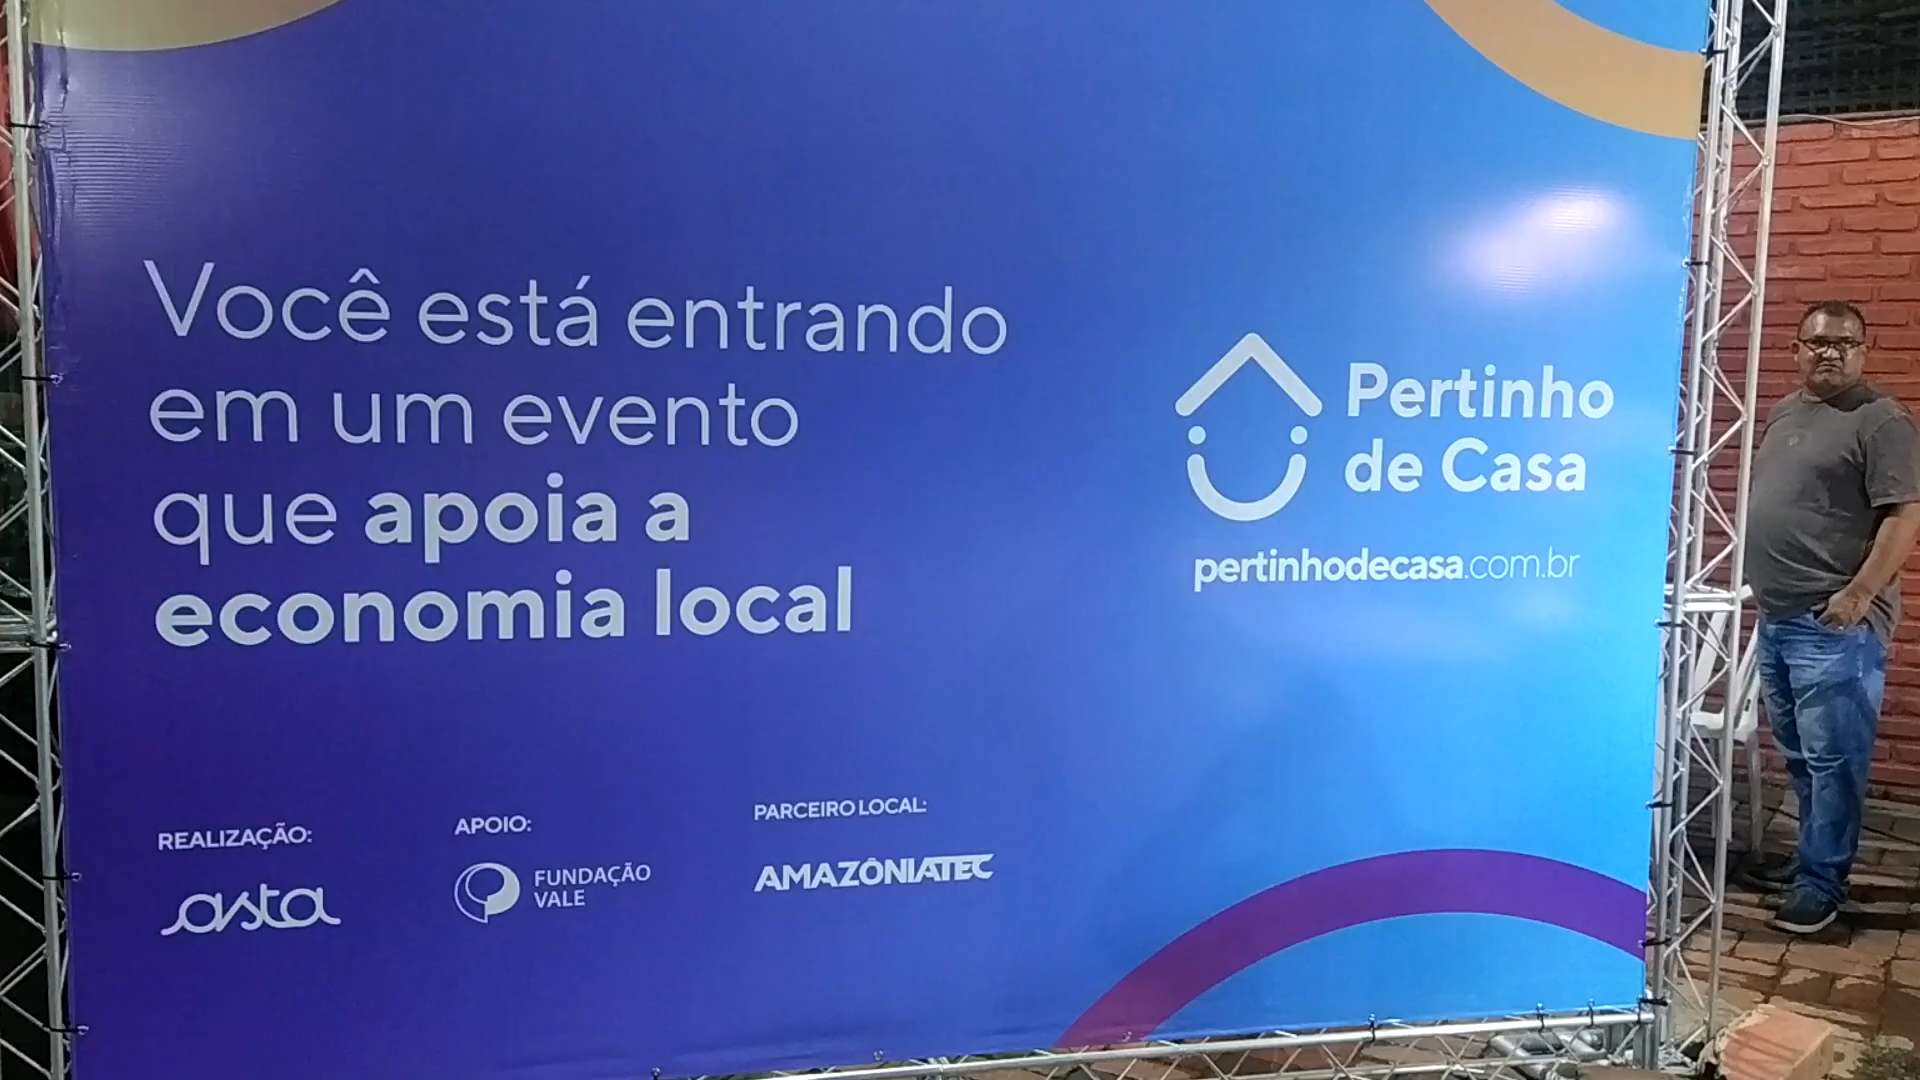 Você está entrando
em um evento
que apoia a
economia local
Pertinho
de Casa
pertinhodecasa.com.br
REALIZAÇÃO:
asta
APOIO:
FUNDAÇÃO
VALE
PARCEIRO LOCAL:
AMAZÔNIATEC